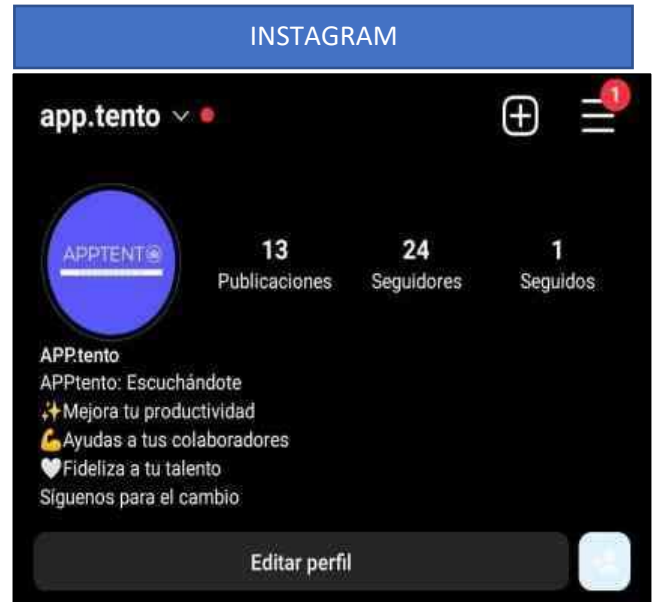 INSTAGRAM
app.tento
1
APPTENTO
13 24 1
Publicaciones Seguidores Seguidos
APP.tento
APPtento: Escuchándote
✨Mejora tu productividad
💪Ayudas a tus colaboradores
🤍Fideliza a tu talento
Síguenos para el cambio
Editar perfil